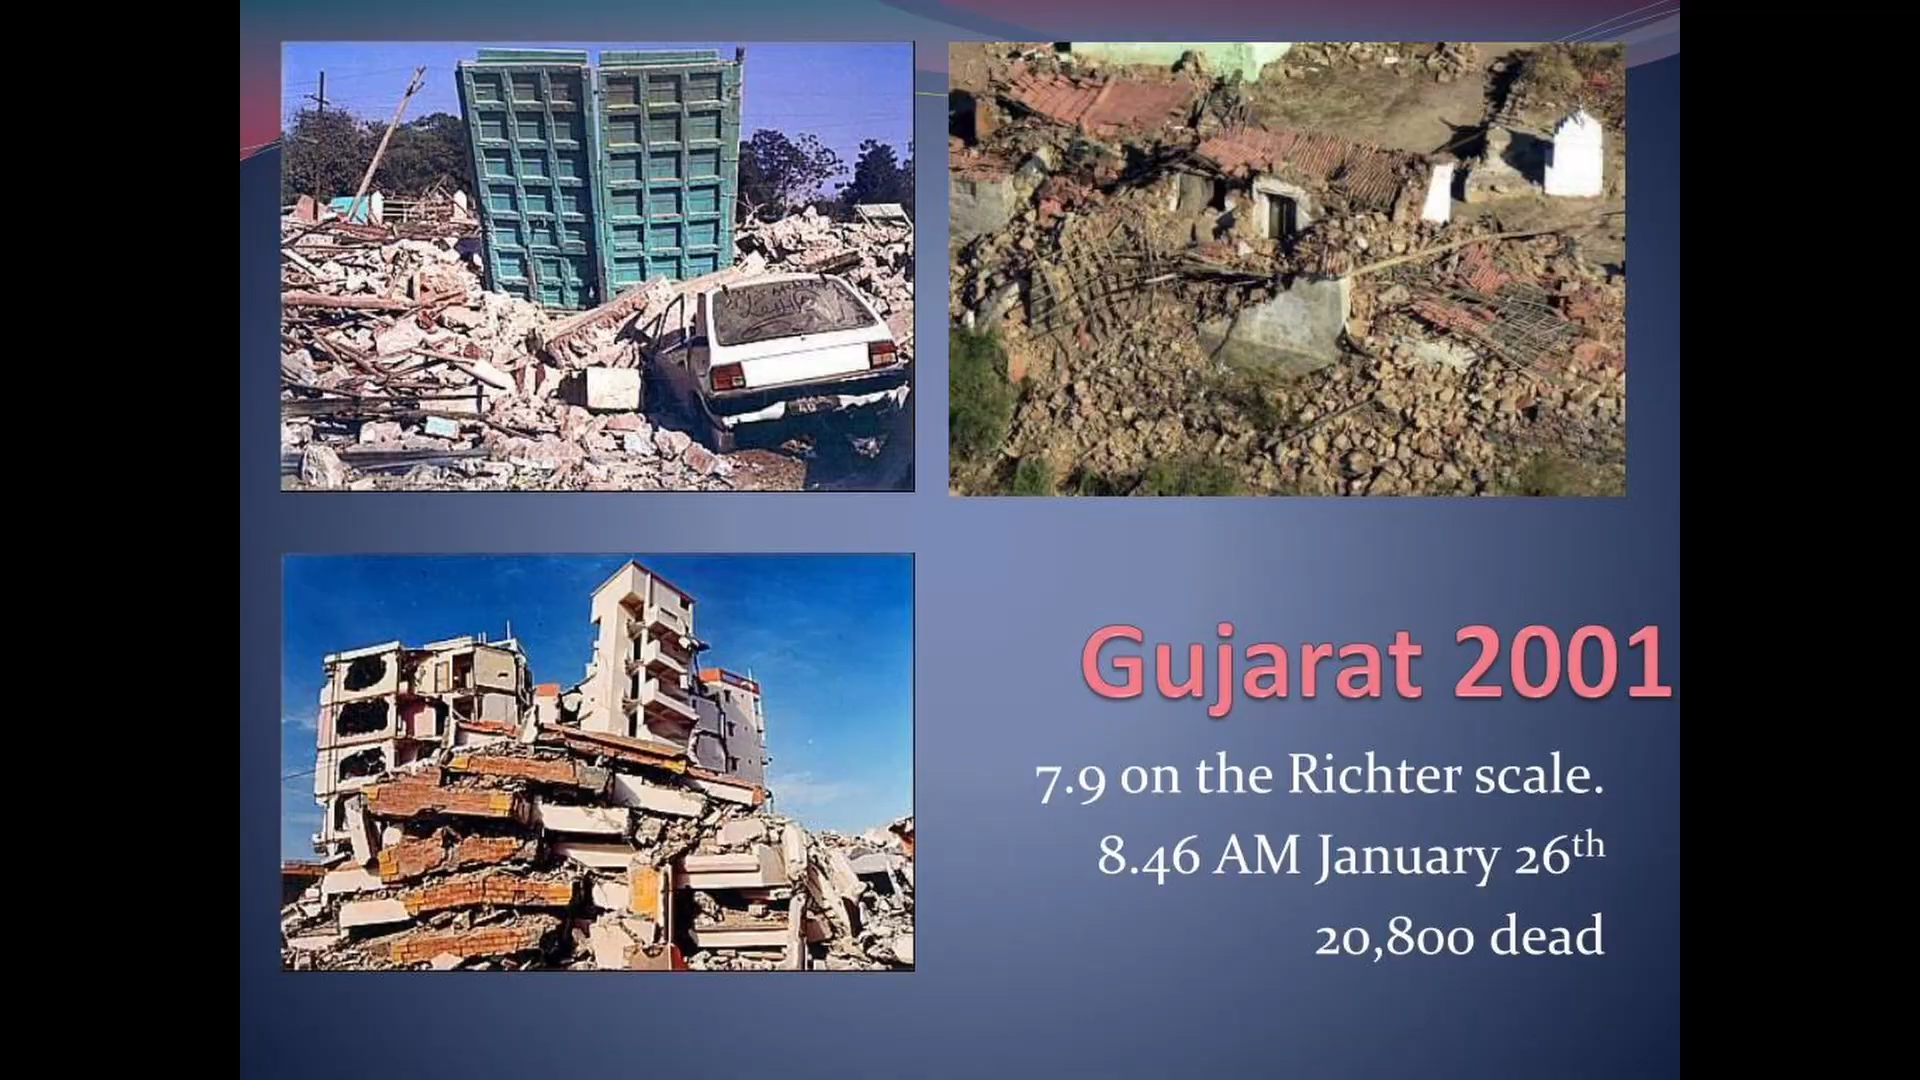 Gujarat 2001
7.9 on the Richter scale.
8.46 AM January 26th
20,800 dead